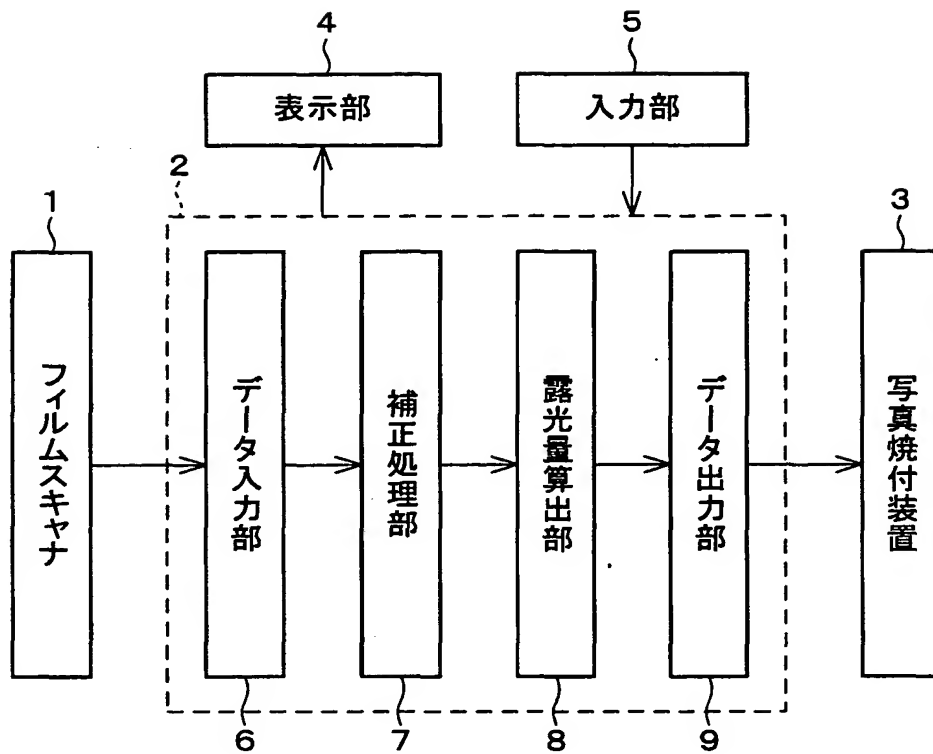 4
5
表示部
入力部
2
1
3
フィルムスキャナ
データ入力部
補正処理部
露光量算出部
データ出力部
写真焼付装置
6
7
8
9